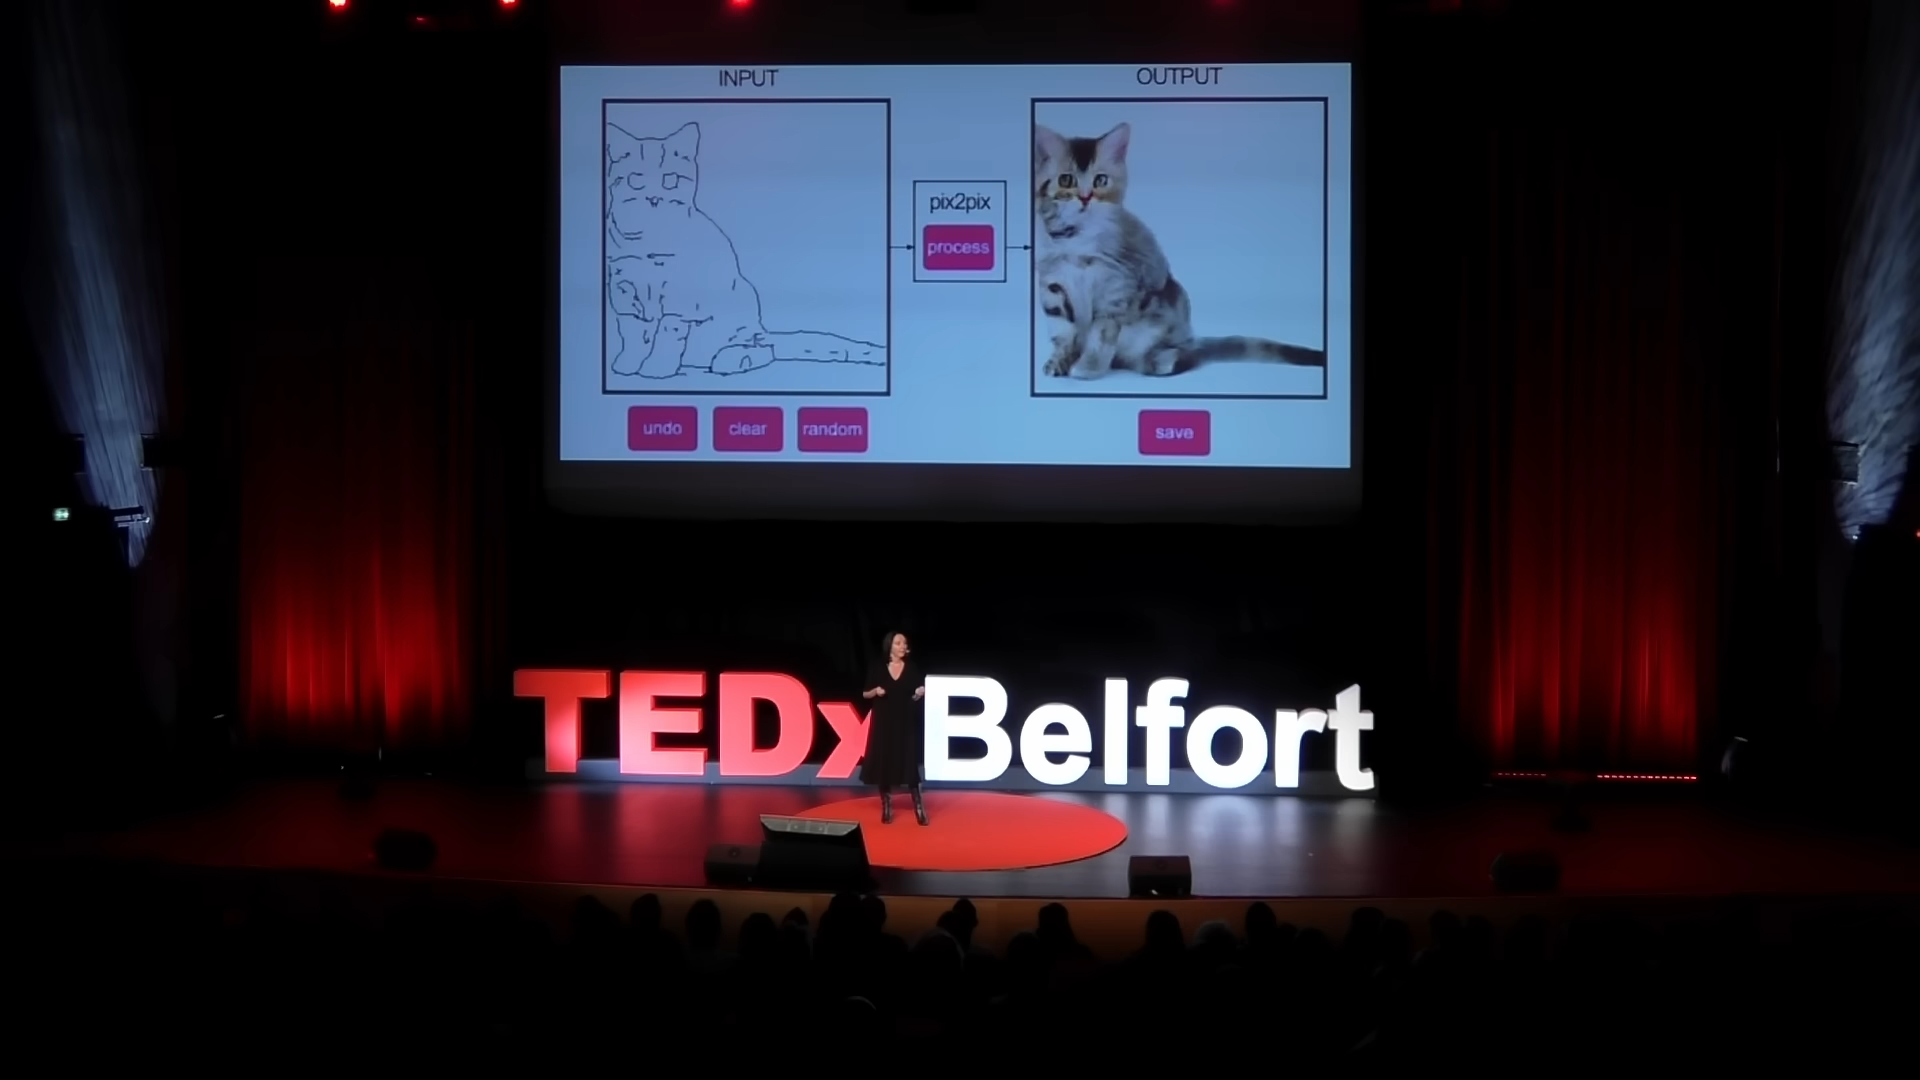 INPUT
OUTPUT
pix2pix
process
undo
clear
random
save
TEDx Belfort